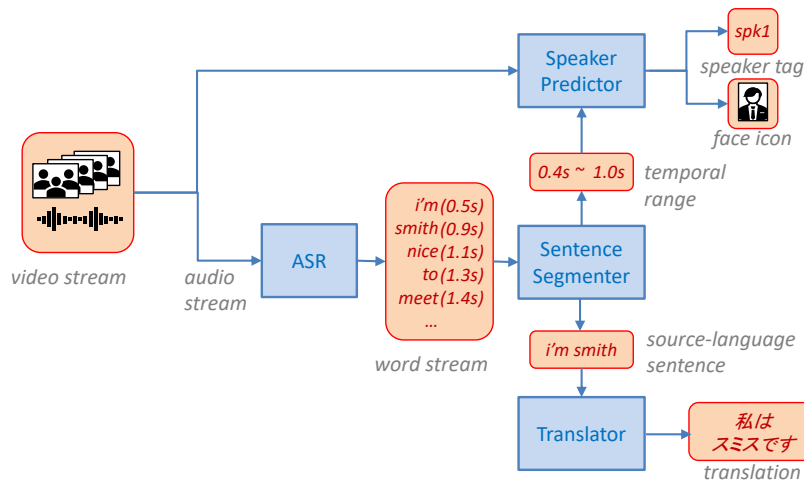 video stream
audio
stream
ASR
i'm (0.5s)
smith (0.9s)
nice (1.1s)
to (1.3s)
meet (1.4s)
...
word stream
Speaker
Predictor
spk1
speaker tag
face icon
0.4s ~ 1.0s
temporal
range
Sentence
Segmenter
i'm smith
source-language
sentence
Translator
私は
スミスです
translation